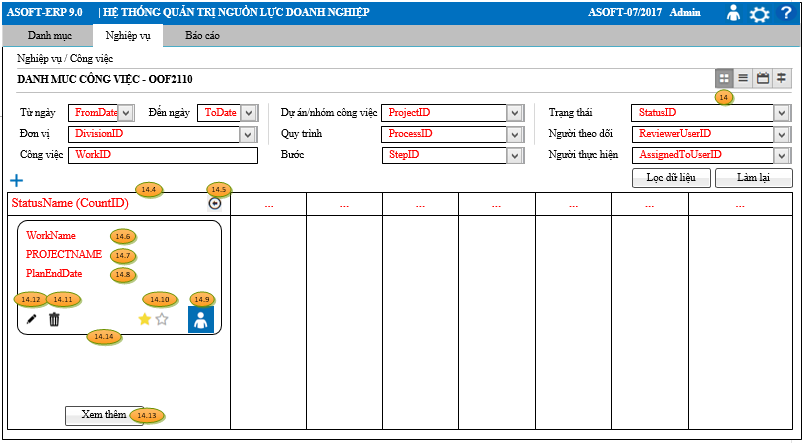 ASOFT-ERP 9.0 | HỆ THỐNG QUẢN TRỊ NGUỒN LỰC DOANH NGHIỆP ASOFT-07/2017 Admin ?
Danh mục Nghiệp vụ Báo cáo
Nghiệp vụ / Công việc
DANH MUC CÔNG VIỆC - OOF2110
14
Từ ngày FromDate Đến ngày ToDate Dự án/nhóm công việc ProjectID Trạng thái StatusID
Đơn vị DivisionID Quy trình ProcessID Người theo dõi ReviewerUserID
Công việc WorkID Bước StepID Người thực hiện AssignedToUserID
Lọc dữ liệu Làm lại
14.4 14.5
StatusName (CountID) ... ... ... ... ... ... ...
WorkName 14.6
PROJECTNAME 14.7
PlanEndDate 14.8
14.12 14.11 14.10 14.9
14.14
Xem thêm 14.13